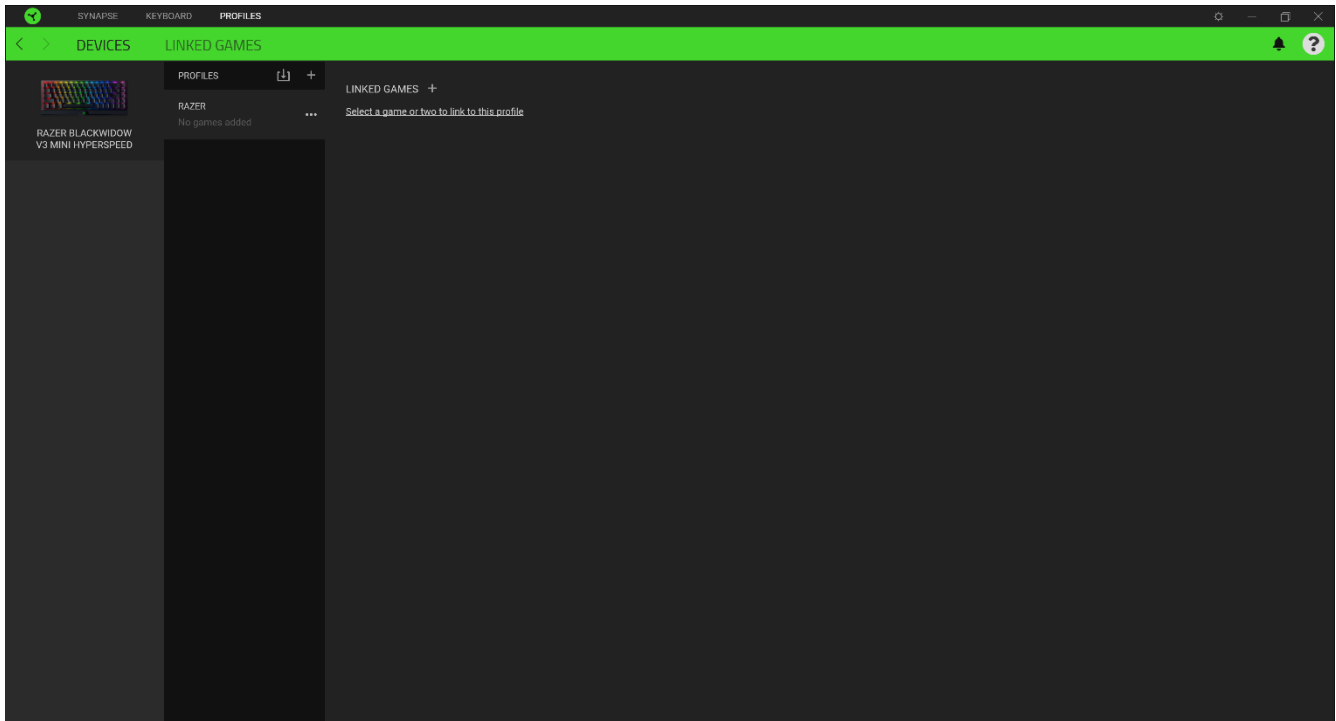 SYNAPSE KEYBOARD PROFILES
DEVICES LINKED GAMES
?
RAZER BLACKWIDOW
V3 MINI HYPERSPEED
PROFILES +
RAZER
No games added
LINKED GAMES +
Select a game or two to link to this profile